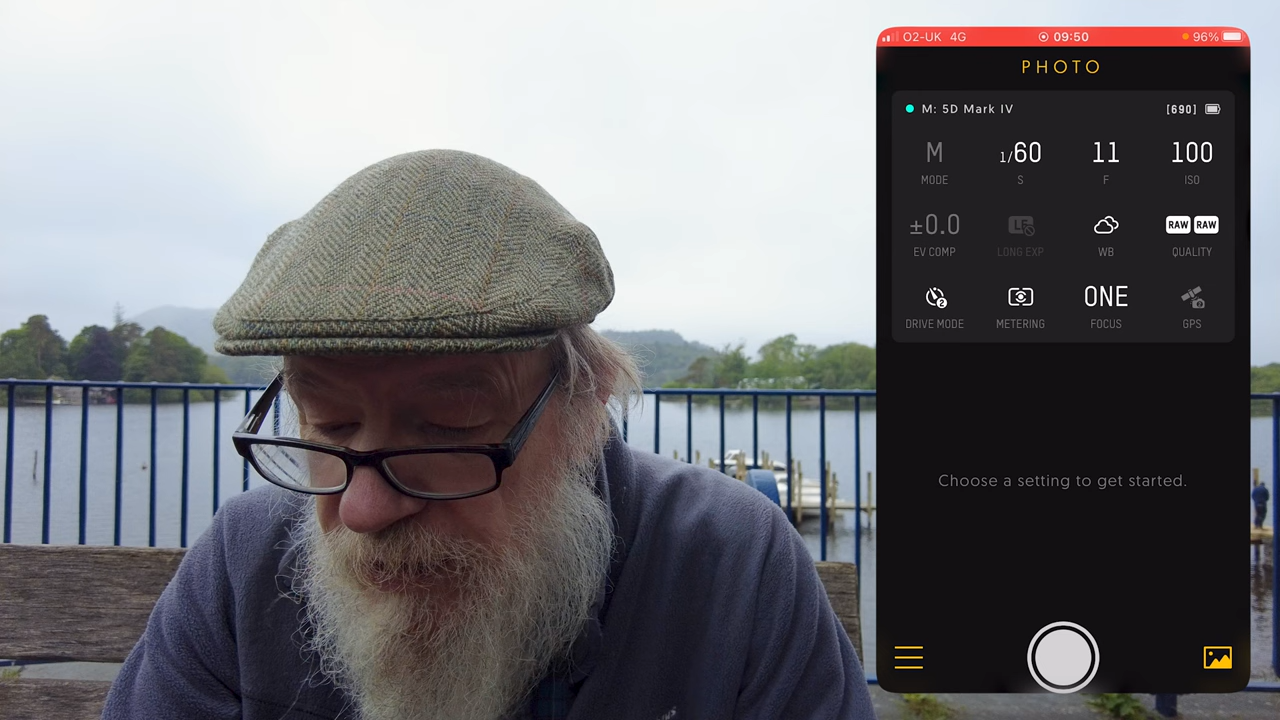 O2-UK 4G 09:50 96%
PHOTO
M: 5D Mark IV [690]
M 1/60 11 100
MODE S F ISO
±0.0 LF RAW RAW
EV COMP LONG EXP WB QUALITY
2 ONE
DRIVE MODE METERING FOCUS GPS
Choose a setting to get started.